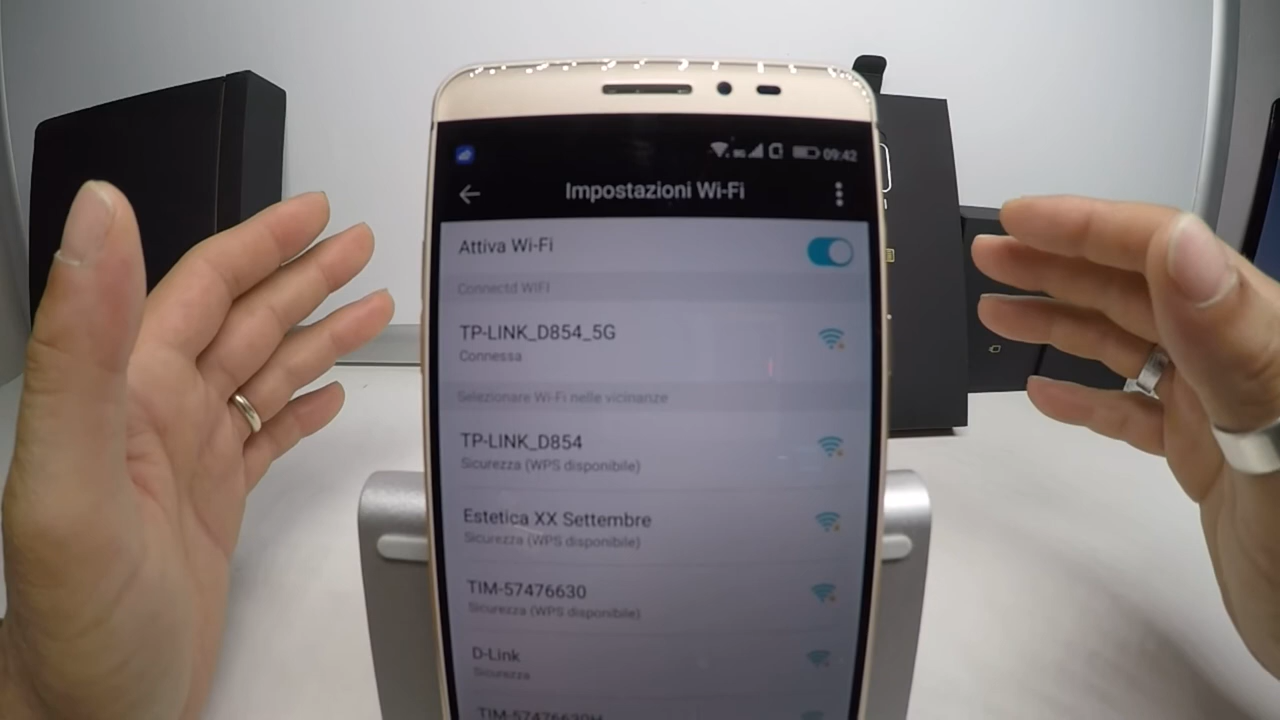 09:42
Impostazioni Wi-Fi
Attiva Wi-Fi
Connectd WIFI
TP-LINK_D854_5G
Connessa
Selezionare Wi-Fi nelle vicinanze
TP-LINK_D854
Sicurezza (WPS disponibile)
Estetica XX Settembre
Sicurezza (WPS disponibile)
TIM-57476630
Sicurezza (WPS disponibile)
D-Link
Sicurezza